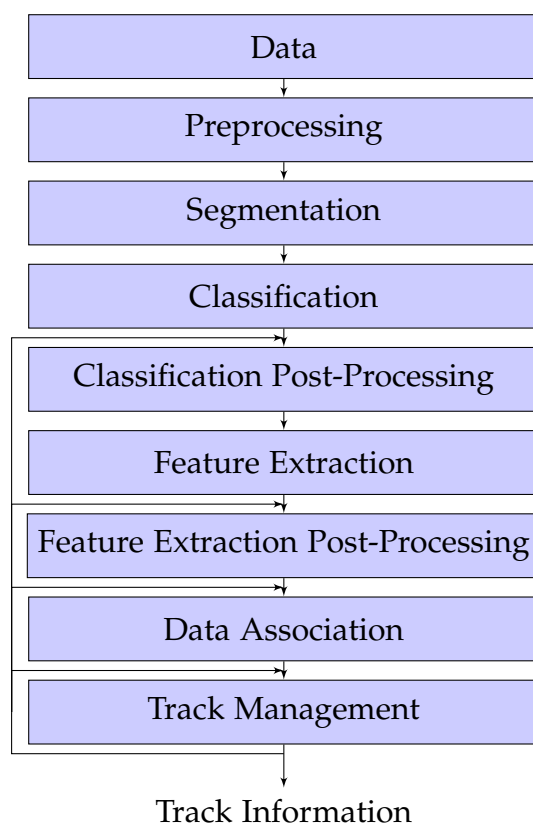 Data
Preprocessing
Segmentation
Classification
Classification Post-Processing
Feature Extraction
Feature Extraction Post-Processing
Data Association
Track Management
Track Information